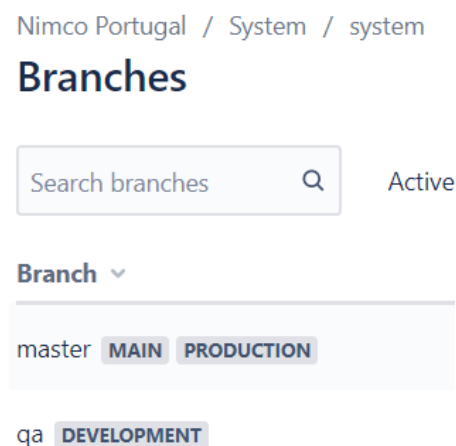 Nimco Portugal / System / system
Branches
Search branches Active
Branch
master MAIN PRODUCTION
qa DEVELOPMENT